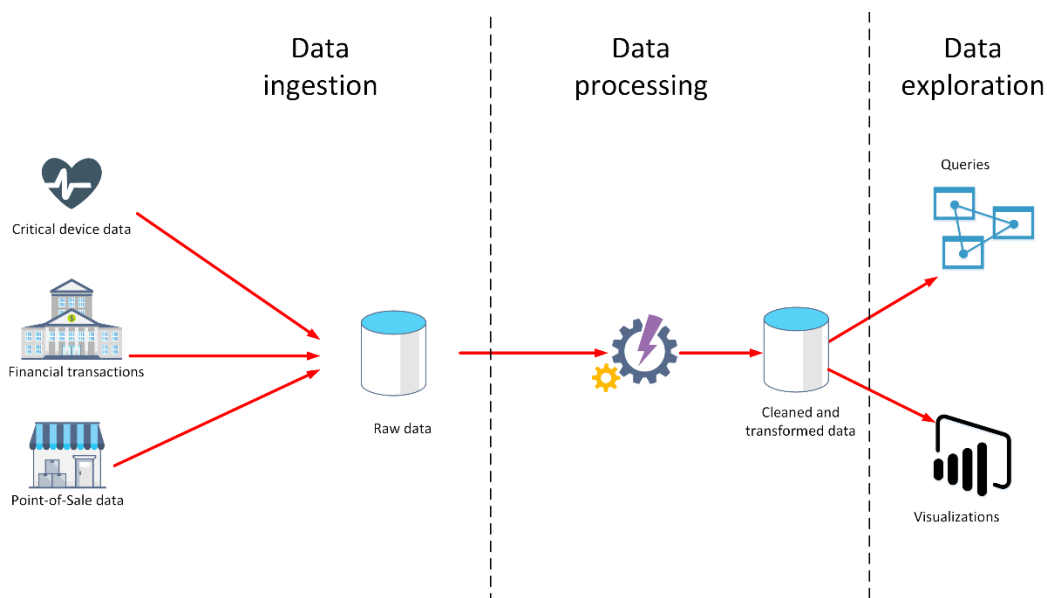 Data
ingestion
Data
processing
Data
exploration
Queries
Critical device data
$
Financial transactions
Raw data
Cleaned and
transformed data
Point-of-Sale data
Visualizations